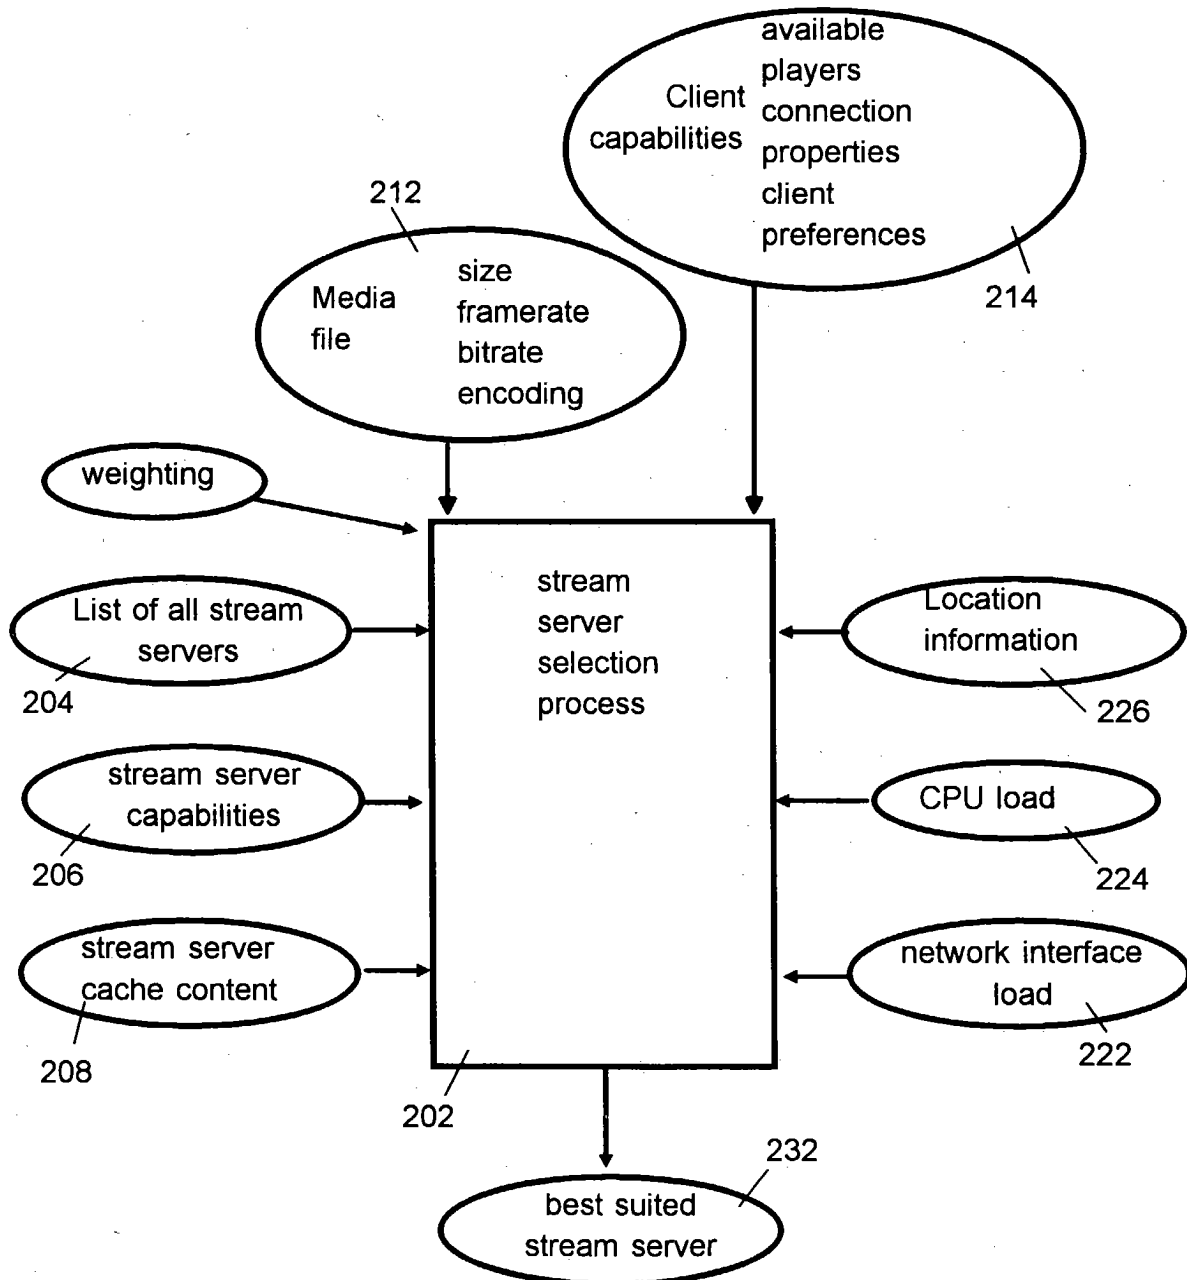 available
players
connection
properties
client
preferences
Client
capabilities
214
212
size
framerate
bitrate
encoding
Media
file
weighting
stream
server
selection
process
List of all stream
servers
204
Location
information
226
stream server
capabilities
206
CPU load
224
stream server
cache content
208
network interface
load
222
202
232
best suited
stream server